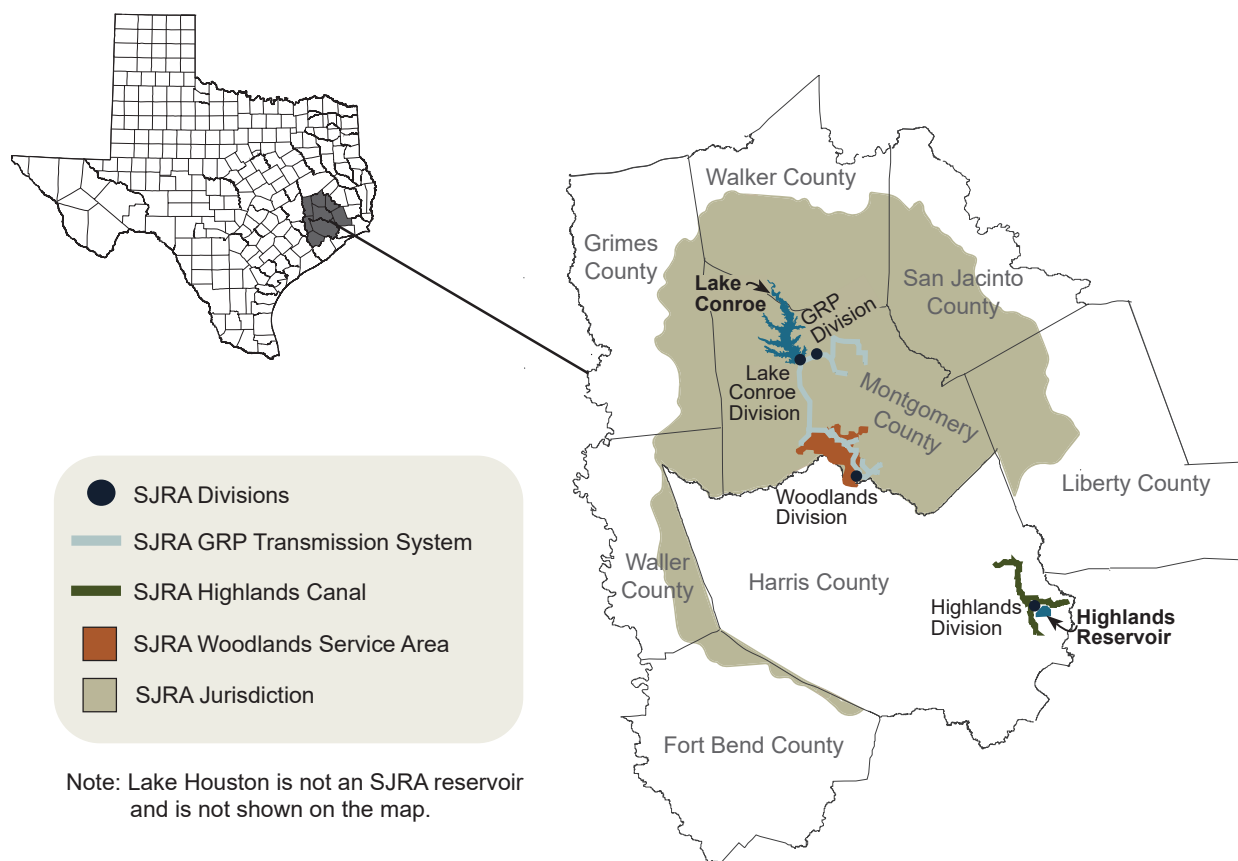 Walker County
Grimes
County
San Jacinto
County
Lake
Conroe
GRP
Division
Lake
Conroe
Division
Montgomery
County
Woodlands
Division
Liberty County
Waller
County
Harris County
Highlands
Division
Highlands
Reservoir
Fort Bend County
SJRA Divisions
SJRA GRP Transmission System
SJRA Highlands Canal
SJRA Woodlands Service Area
SJRA Jurisdiction
Note: Lake Houston is not an SJRA reservoir
and is not shown on the map.